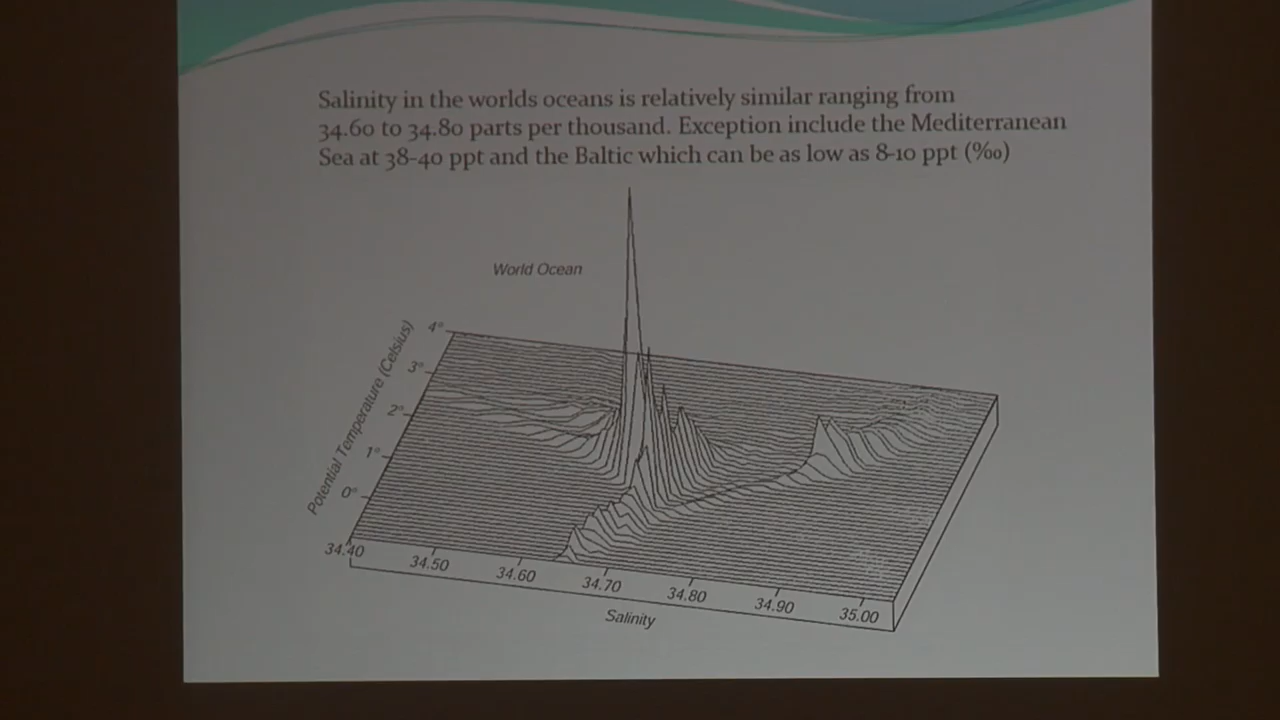 Salinity in the worlds oceans is relatively similar ranging from
34.60 to 34.80 parts per thousand. Exception include the Mediterranean
Sea at 38-40 ppt and the Baltic which can be as low as 8-10 ppt (‰)
World Ocean
Potential Temperature (Celsius)
4°
3°
2°
1°
0°
34.40
34.50
34.60
34.70
34.80
34.90
35.00
Salinity